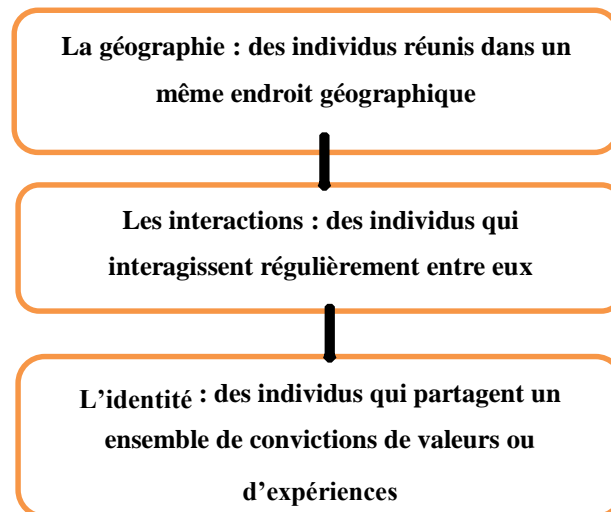 La géographie : des individus réunis dans un
même endroit géographique
Les interactions : des individus qui
interagissent régulièrement entre eux
L’identité : des individus qui partagent un
ensemble de convictions de valeurs ou
d’expériences